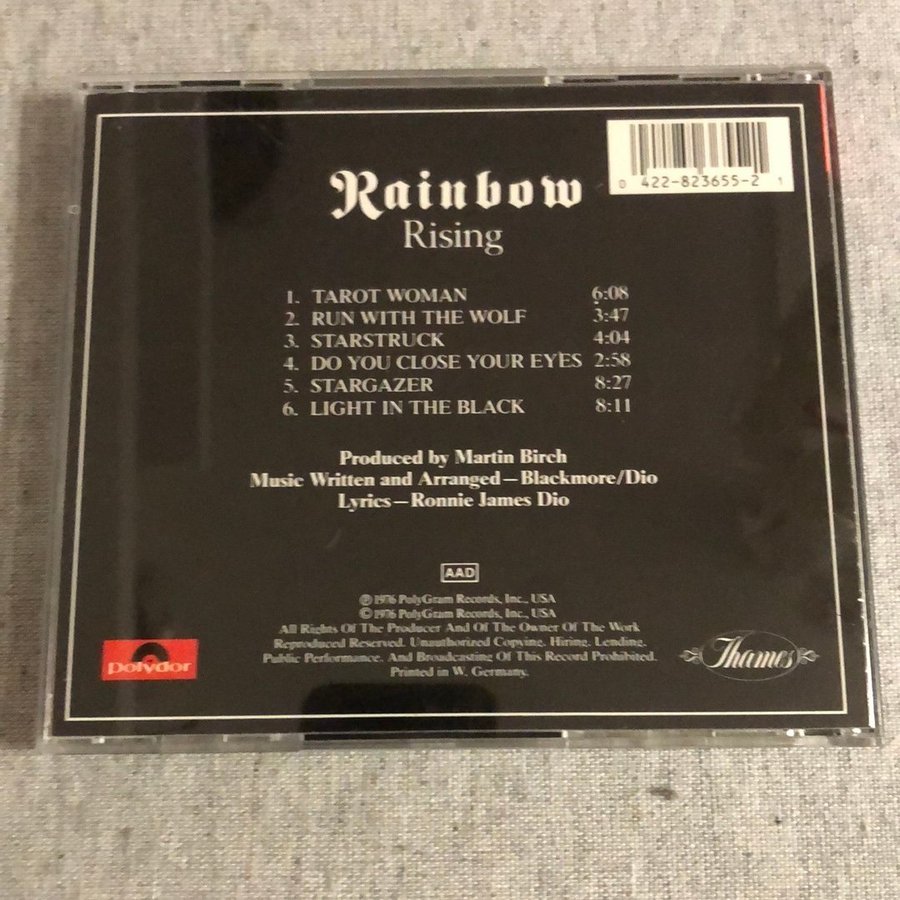 0 422-823655-2 1
Rainbow
Rising
1. TAROT WOMAN 6:08
2. RUN WITH THE WOLF 3:47
3. STARSTRUCK 4:04
4. DO YOU CLOSE YOUR EYES 2:58
5. STARGAZER 8:27
6. LIGHT IN THE BLACK 8:11
Produced by Martin Birch
Music Written and Arranged—Blackmore/Dio
Lyrics—Ronnie James Dio
AAD
℗ 1976 PolyGram Records, Inc., USA
© 1976 PolyGram Records, Inc., USA
All Rights Of The Producer And Of The Owner Of The Work
Reproduced Reserved. Unauthorized Copying, Hiring, Lending,
Public Performance, And Broadcasting Of This Record Prohibited.
Printed in W. Germany.
polydor
Thames